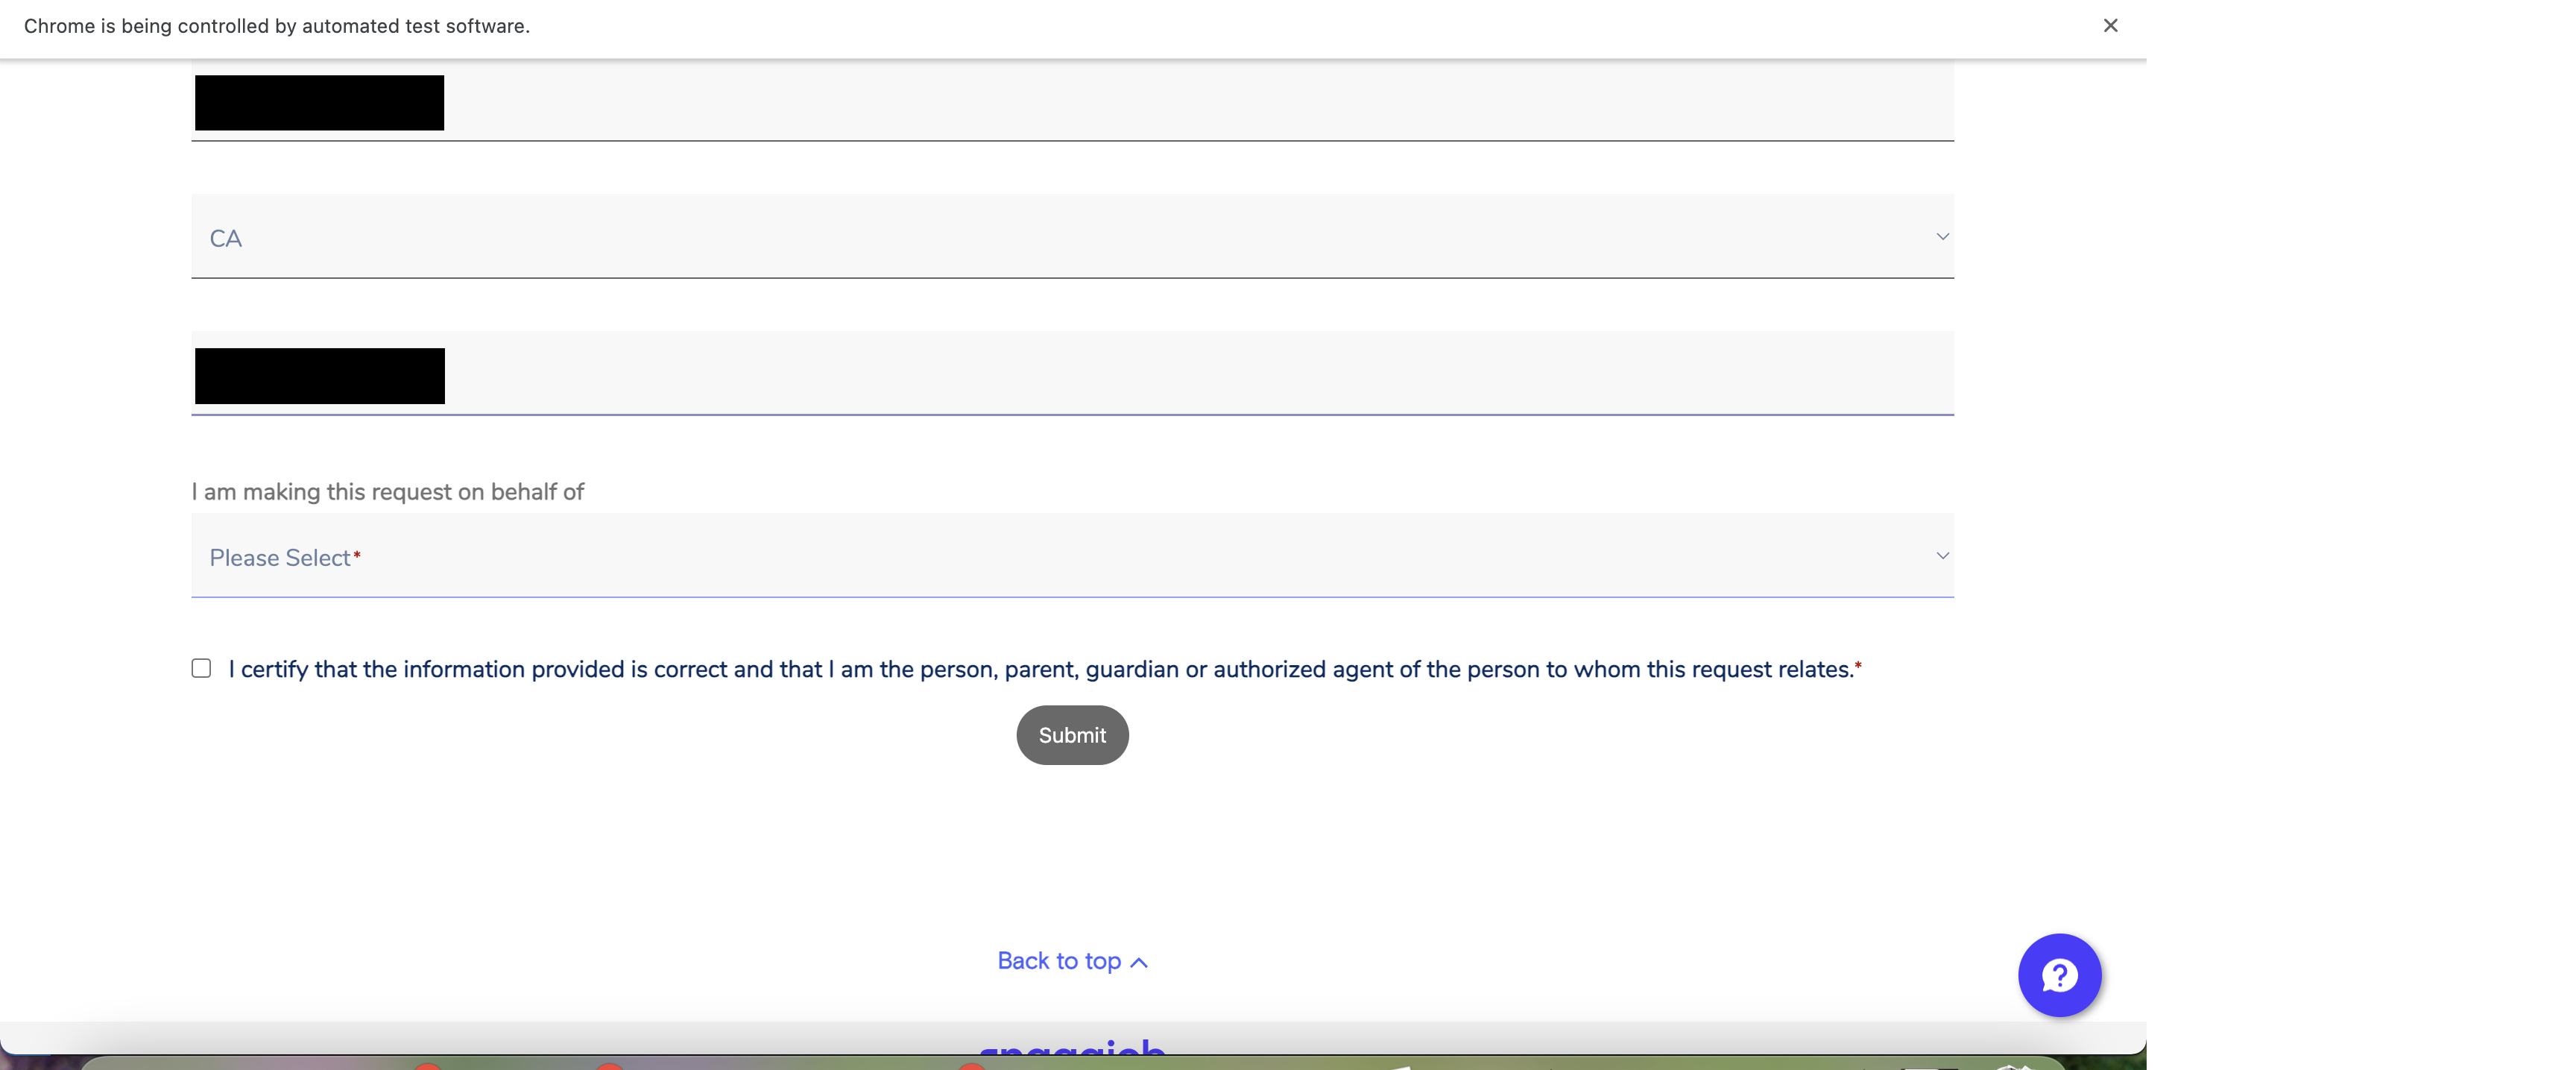 Chrome is being controlled by automated test software.
CA
I am making this request on behalf of
Please Select*
I certify that the information provided is correct and that I am the person, parent, guardian or authorized agent of the person to whom this request relates.*
Submit
Back to top